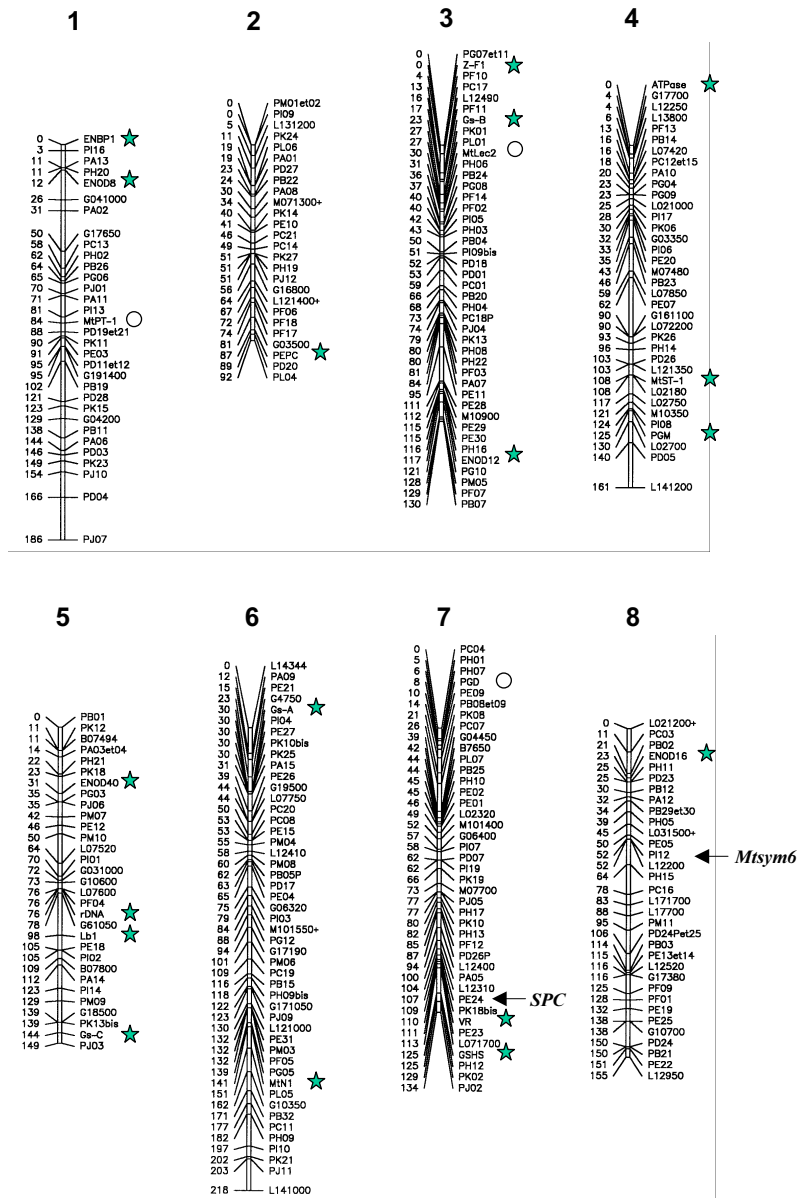 1
0 ENBP1
3 PI16
11 PA13
11 PH20
12 ENOD8
26 G041000
31 PA02
50 G17650
58 PC13
62 PH02
64 PB26
65 PG06
70 PJ01
71 PA11
81 PI13
84 MtPT-1
88 PD19et21
90 PK11
91 PE03
95 PD11et12
95 G191400
102 PB19
121 PD28
123 PK15
129 G04200
138 PB11
144 PA06
146 PD03
149 PK23
154 PJ10
166 PD04
186 PJ07
2
0 PM01et02
0 PI09
5 L131200
11 PK24
19 PL06
19 PA01
23 PD27
24 PB22
30 PA08
34 M071300+
40 PK14
41 PE10
46 PC21
49 PC14
51 PK27
51 PH19
51 PJ12
56 G16800
64 L121400+
67 PF06
72 PF18
74 PF17
81 G03500
87 PEPC
89 PD20
92 PL04
3
0 PG07et11
0 Z-F1
4 PF10
13 PC17
16 L12490
17 PF11
23 Gs-B
27 PK01
27 PL01
30 MtLec2
31 PH06
36 PB24
37 PG08
40 PF14
40 PF02
42 PI05
43 PH03
50 PB04
51 PI09bis
52 PD18
53 PD01
59 PC01
66 PB20
68 PH04
73 PC18P
74 PJ04
79 PK13
80 PH08
80 PH22
81 PF03
84 PA07
95 PE11
111 PE28
112 M10900
115 PE29
115 PE30
116 PH16
117 ENOD12
121 PG10
128 PM05
129 PF07
130 PB07
4
0 ATPase
4 G17700
4 L12250
6 L13800
13 PF13
16 PB14
16 L07420
18 PC12et15
20 PA10
23 PG04
23 PG09
25 L021000
28 PI17
30 PK06
32 G03350
33 PI06
35 PE20
43 M07480
46 PB23
59 L07850
62 PE07
90 G161100
90 L072200
93 PK26
96 PH14
103 PD26
103 L121350
108 MtST-1
108 L02180
117 L02750
121 M10350
124 PI08
125 PGM
130 L02700
140 PD05
161 L141200
5
0 PB01
11 PK12
11 B07494
14 PA03et04
22 PH21
23 PK18
31 ENOD40
35 PG03
35 PJ06
42 PM07
46 PE12
50 PM10
64 L07520
70 PI01
72 G031000
73 G10600
76 L07600
76 PF04
76 rDNA
78 G61050
98 Lb1
105 PE18
105 PI02
109 B07800
112 PA14
123 PI14
129 PM09
139 G18500
139 PK13bis
144 Gs-C
149 PJ03
6
0 L14344
12 PA09
15 PE21
23 G4750
30 Gs-A
30 PI04
30 PE27
30 PK10bis
30 PK25
31 PA15
39 PE26
44 G19500
44 L07750
50 PC20
53 PC08
55 PE15
55 PM04
58 L12410
60 PM08
62 PB05P
63 PD17
65 PE04
75 G06320
79 PI03
84 M101550+
88 PG12
94 G17190
101 PM06
109 PC19
116 PB15
118 PH09bis
122 G171050
123 PJ09
130 L121000
132 PE31
132 PM03
132 PF05
139 PG05
141 MtN1
151 PL05
162 G10350
171 PB32
177 PC11
182 PH09
197 PI10
202 PK21
203 PJ11
218 L141000
7
0 PC04
5 PH01
6 PH07
8 PGD
10 PE09
14 PB08et09
21 PK08
26 PC07
39 G04450
42 B7650
44 PL07
44 PB25
45 PH10
45 PE02
46 PE01
49 L02320
52 M101400
57 G06400
58 PI07
62 PD07
62 PI19
66 PK19
73 M07700
77 PJ05
77 PH17
80 PK10
82 PH13
85 PF12
87 PD26P
94 L12400
100 PA05
104 L12310
107 PE24
SPC
109 PK18bis
110 VR
111 PE23
113 L071700
125 GSHS
125 PH12
129 PK02
134 PJ02
8
0 L021200+
11 PC03
21 PB02
23 ENOD16
25 PH11
25 PD23
30 PB12
32 PA12
34 PB29et30
39 PH05
45 L031500+
50 PE05
52 PI12
Mtsym6
52 L12200
64 PH15
78 PC16
83 L171700
88 L17700
95 PM11
106 PD24Pet25
114 PB03
115 PE13et14
116 L12520
116 G17380
125 PF09
128 PF01
132 PE19
138 PE25
138 G10700
150 PD24
150 PB21
151 PE22
155 L12950